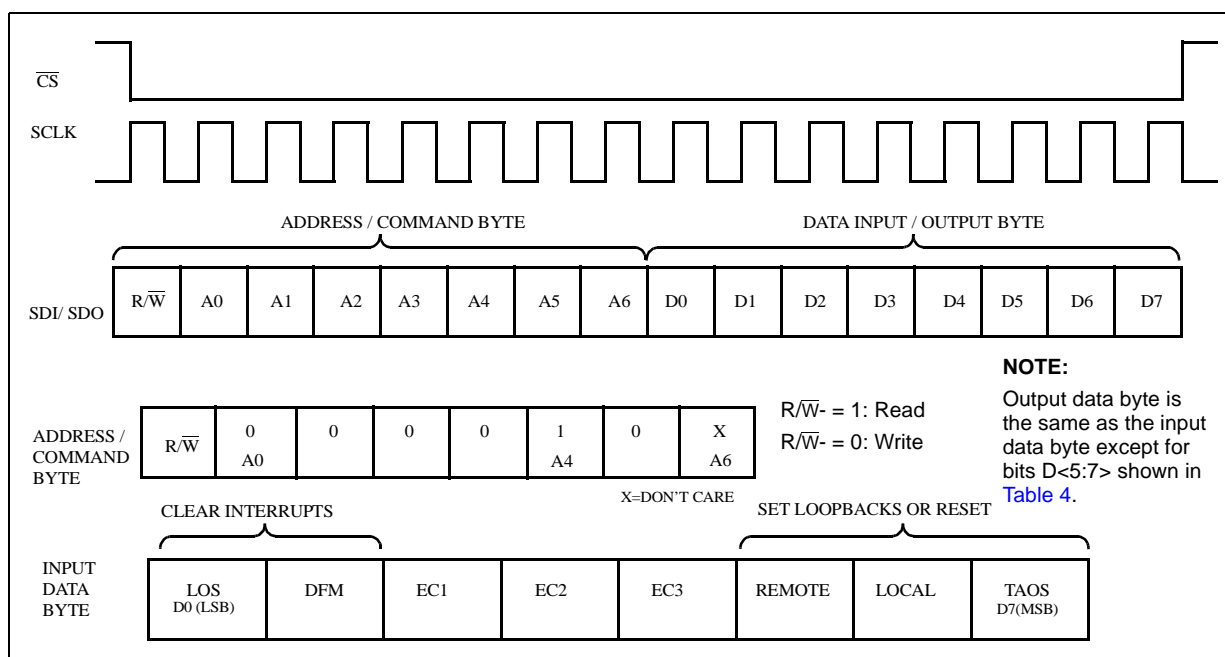 CS
SCLK
ADDRESS / COMMAND BYTE
DATA INPUT / OUTPUT BYTE
SDI/ SDO
R/W A0 A1 A2 A3 A4 A5 A6 D0 D1 D2 D3 D4 D5 D6 D7
NOTE:
Output data byte is
the same as the input
data byte except for
bits D<5:7> shown in
Table 4.
R/W- = 1: Read
R/W- = 0: Write
ADDRESS /
COMMAND
BYTE
R/W 0 0 0 0 1 0 X
A0 A4 A6
X=DON'T CARE
CLEAR INTERRUPTS
SET LOOPBACKS OR RESET
INPUT
DATA
BYTE
LOS DFM EC1 EC2 EC3 REMOTE LOCAL TAOS
D0 (LSB) D7(MSB)